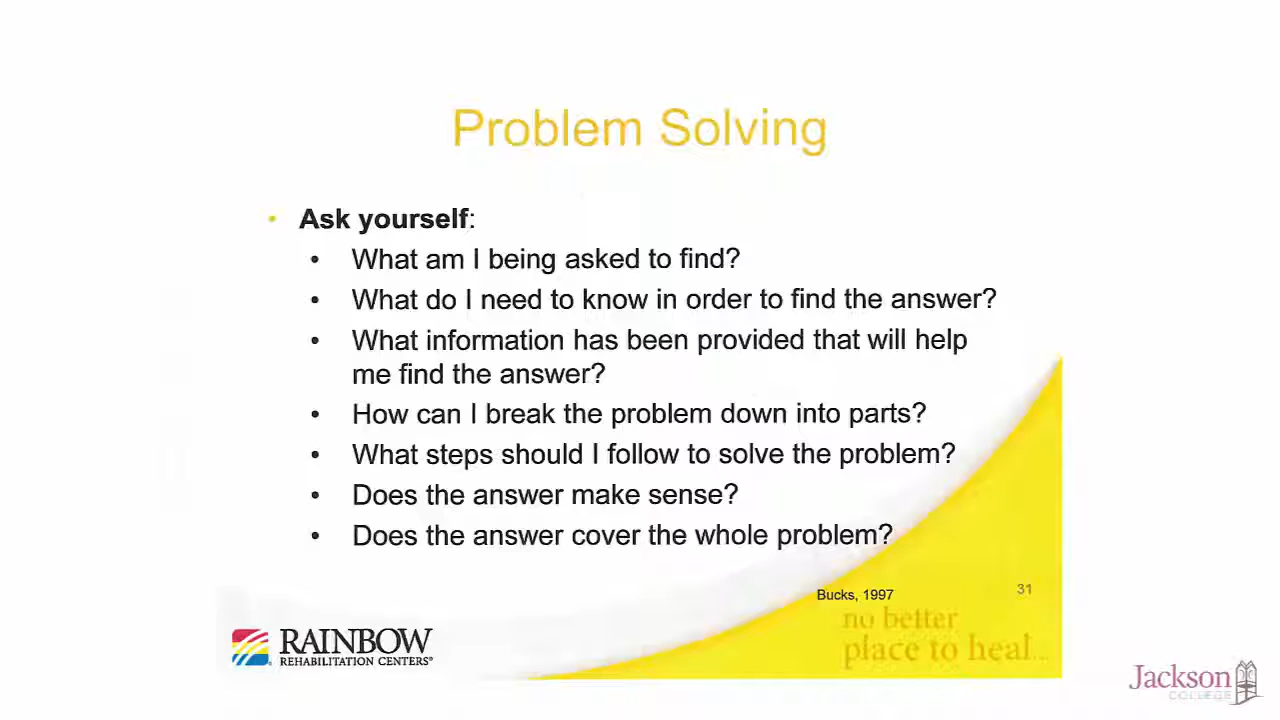 Problem Solving
• Ask yourself:
• What am I being asked to find?
• What do I need to know in order to find the answer?
• What information has been provided that will help
me find the answer?
• How can I break the problem down into parts?
• What steps should I follow to solve the problem?
• Does the answer make sense?
• Does the answer cover the whole problem?
Bucks, 1997
31
no better
place to heal...
RAINBOW
REHABILITATION CENTERS®
Jackson
COLLEGE